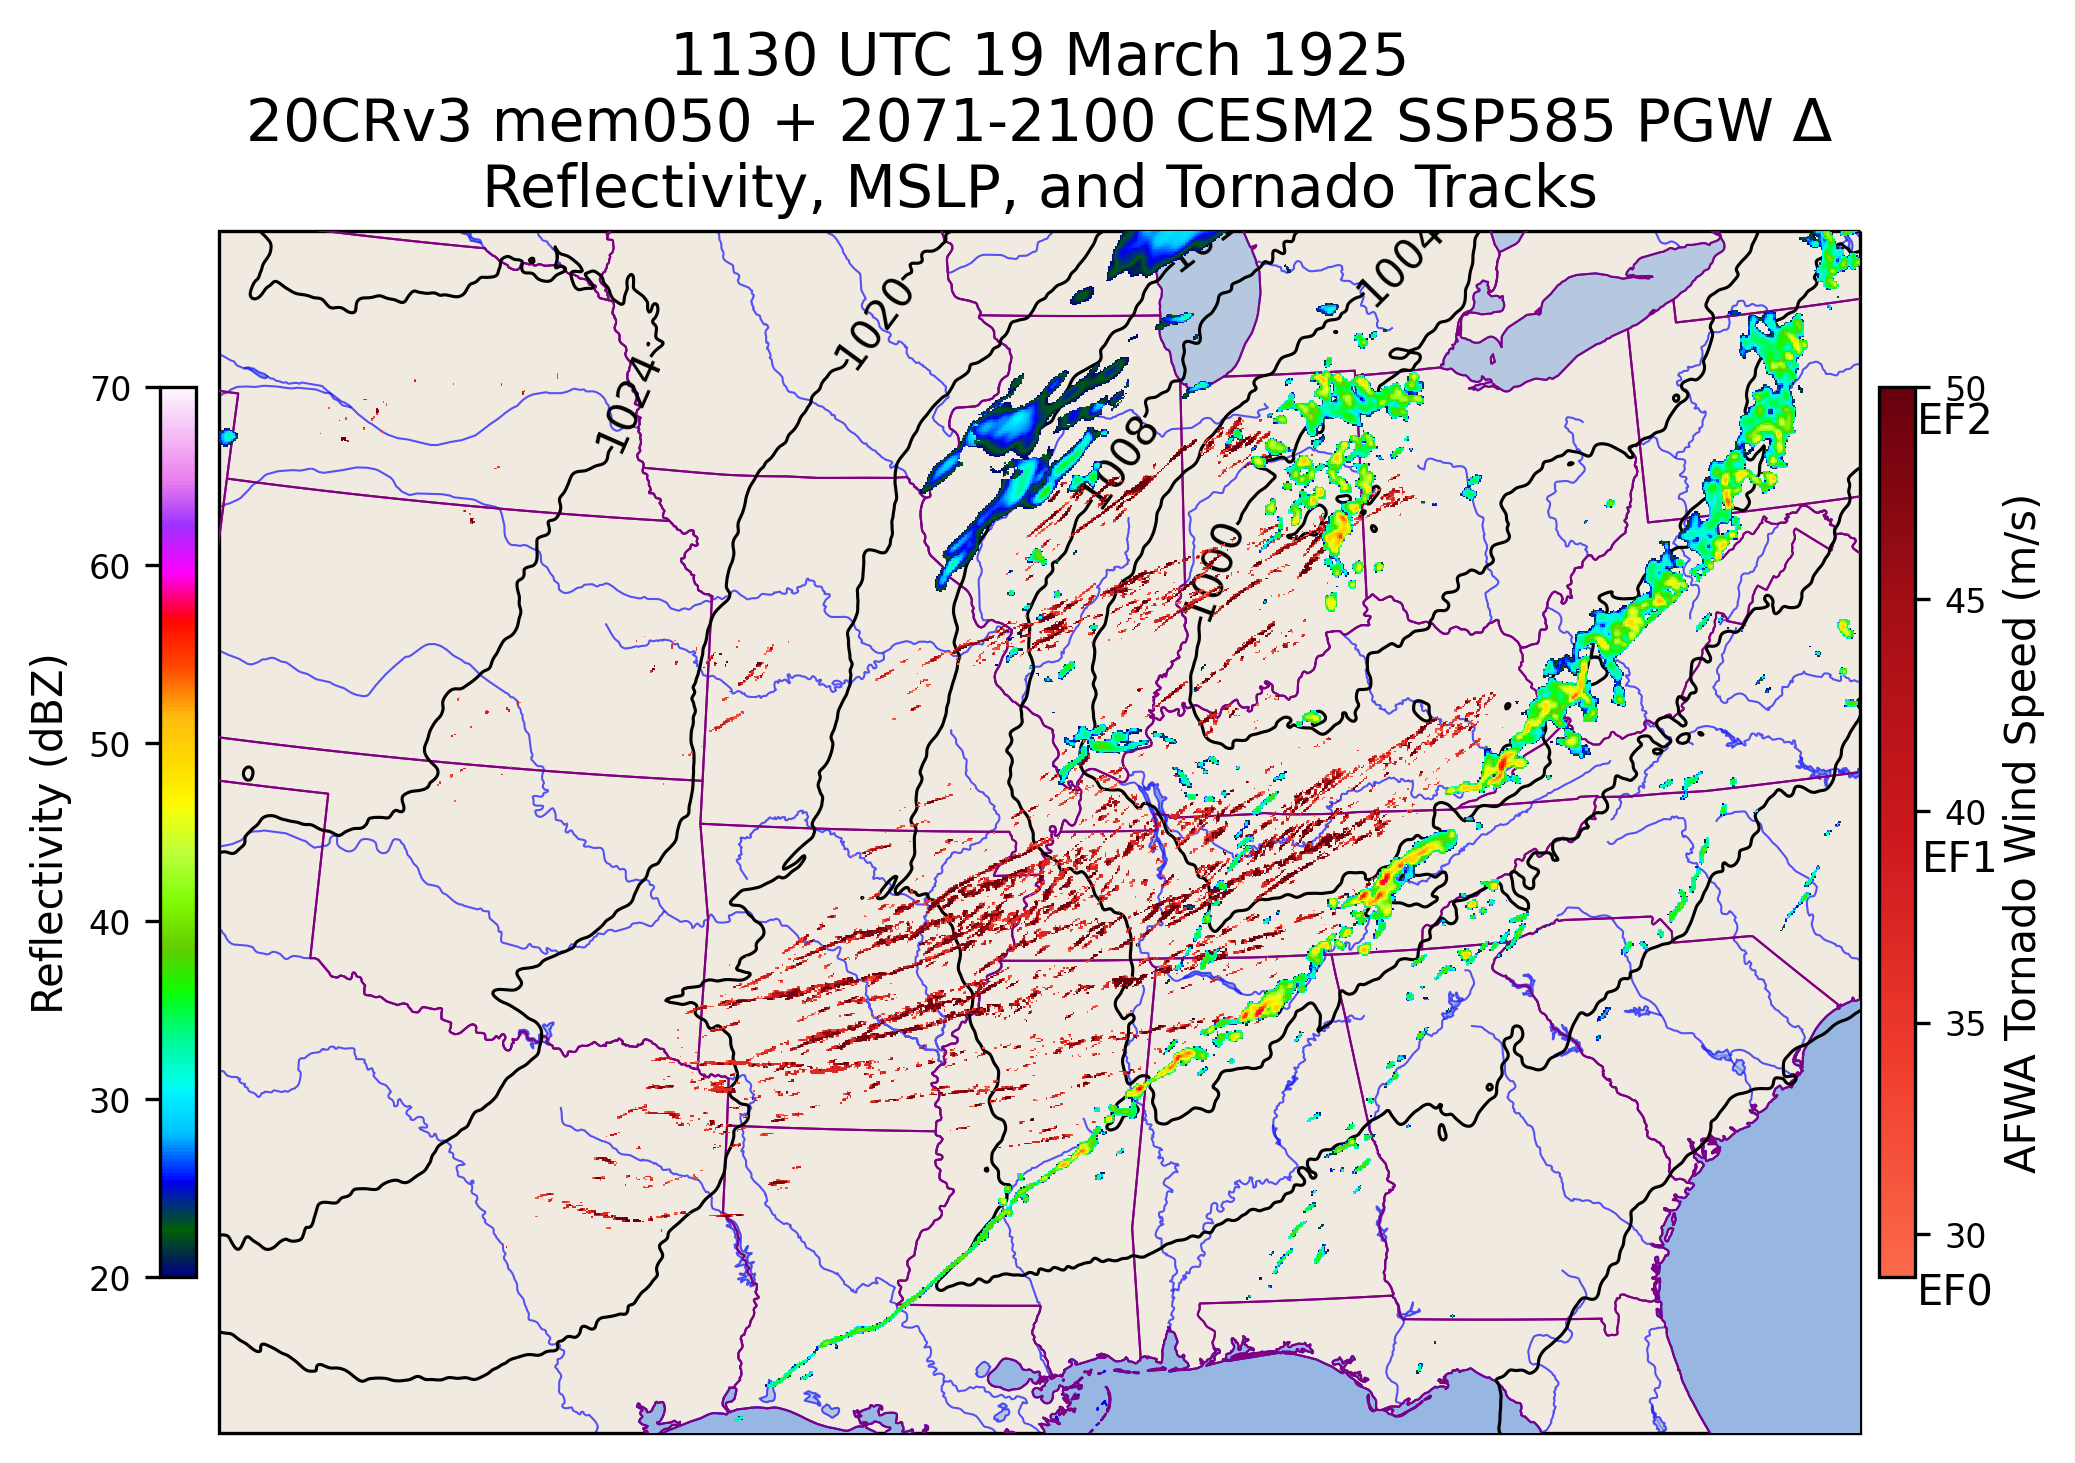 1130 UTC 19 March 1925
20CRv3 mem050 + 2071-2100 CESM2 SSP585 PGW Δ
Reflectivity, MSLP, and Tornado Tracks
1004
1020
1024
1008
1000
70
60
50
40
30
20
Reflectivity (dBZ)
50
EF2
45
40
EF1
35
30
EF0
AFWA Tornado Wind Speed (m/s)